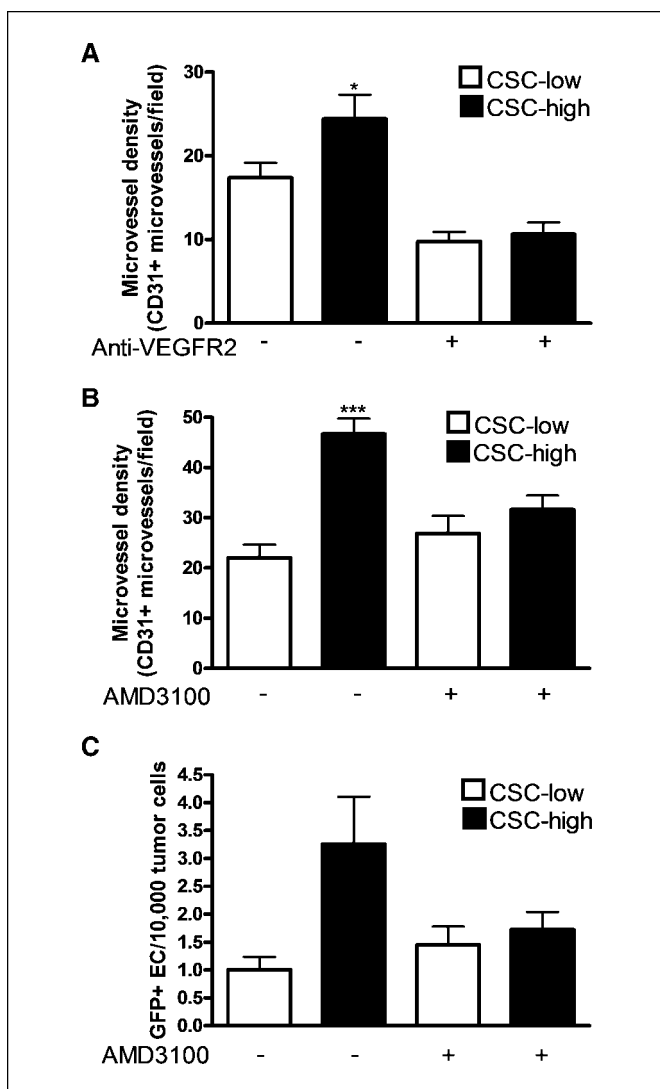 A
Microvessel density
(CD31+ microvessels/field)
30
20
10
0
*
CSC-low
CSC-high
Anti-VEGFR2 - - + +
B
Microvessel density
(CD31+ microvessels/field)
50
40
30
20
10
0
***
CSC-low
CSC-high
AMD3100 - - + +
C
GFP+ EC/10,000 tumor cells
4.5
4.0
3.5
3.0
2.5
2.0
1.5
1.0
0.5
0.0
CSC-low
CSC-high
AMD3100 - - + +